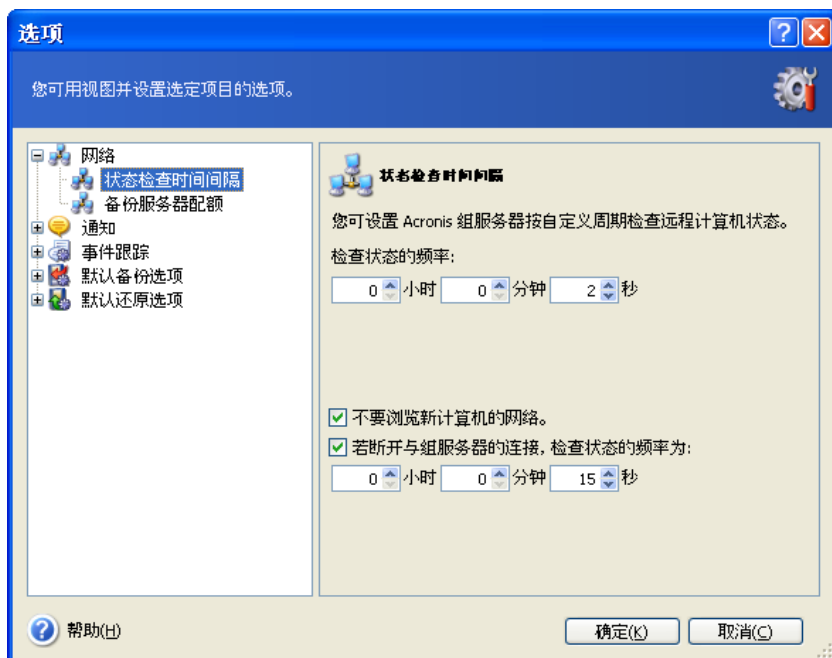 选项
您可用视图并设置选定项目的选项。
网络
状态检查时间间隔
备份服务器配额
通知
事件跟踪
默认备份选项
默认还原选项
状态检查时间间隔
您可设置 Acronis 组服务器按自定义周期检查远程计算机状态。
检查状态的频率:
0 小时 0 分钟 2 秒
不要浏览新计算机的网络。
若断开与组服务器的连接, 检查状态的频率为:
0 小时 0 分钟 15 秒
帮助(H)
确定(K)
取消(C)